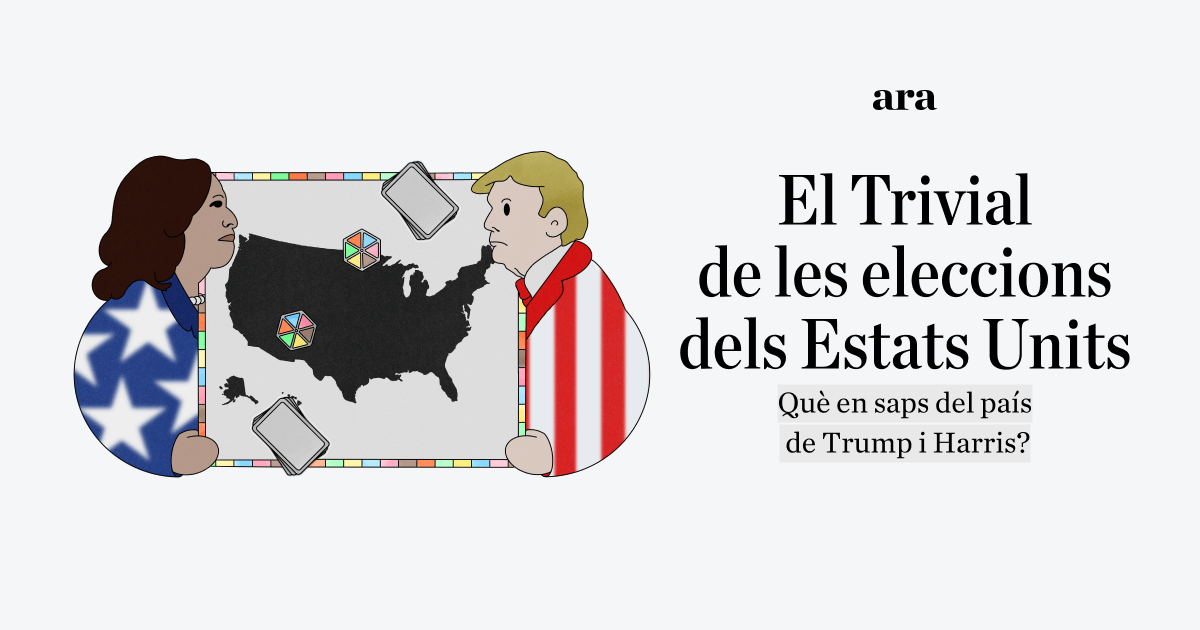 ara
El Trivial
de les eleccions
dels Estats Units
Què en saps del país
de Trump i Harris?